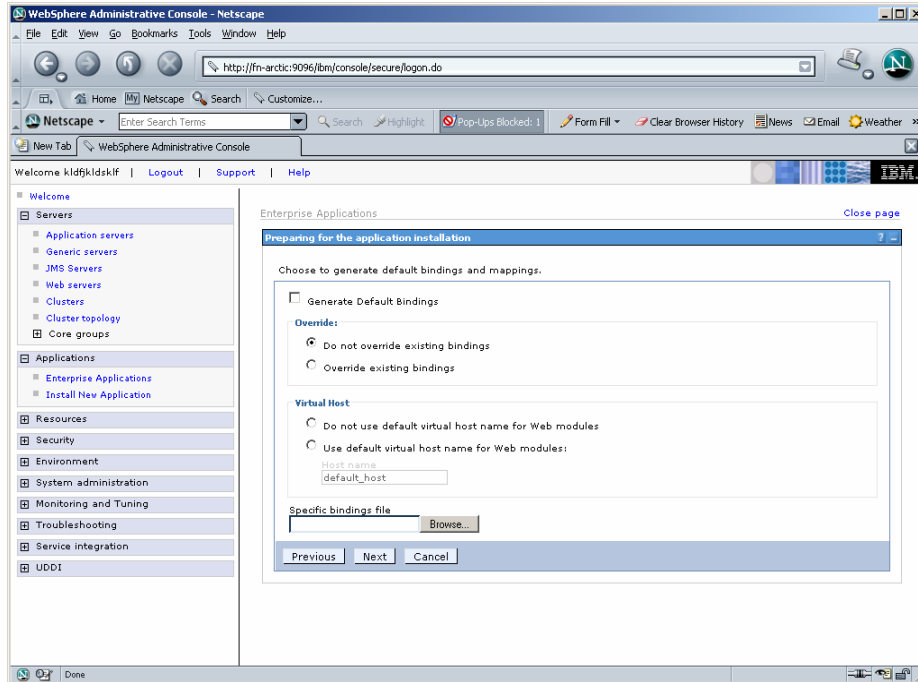 WebSphere Administrative Console - Netscape
File Edit View Go Bookmarks Tools Window Help
http://fn-arctic:9096/ibm/console/secure/logon.do
Home My Netscape Search Customize...
Netscape Enter Search Terms Search Highlight Pop-Ups Blocked: 1 Form Fill Clear Browser History News Email Weather »
New Tab WebSphere Administrative Console
Welcome kldfjkldsklf | Logout | Support | Help IBM.
Welcome
Servers
Application servers
Generic servers
JMS Servers
Web servers
Clusters
Cluster topology
Core groups
Applications
Enterprise Applications
Install New Application
Resources
Security
Environment
System administration
Monitoring and Tuning
Troubleshooting
Service integration
UDDI
Enterprise Applications Close page
Preparing for the application installation ? –
Choose to generate default bindings and mappings.
Generate Default Bindings
Override:
Do not override existing bindings
Override existing bindings
Virtual Host
Do not use default virtual host name for Web modules
Use default virtual host name for Web modules:
Host name
default_host
Specific bindings file
Browse...
Previous Next Cancel
Done